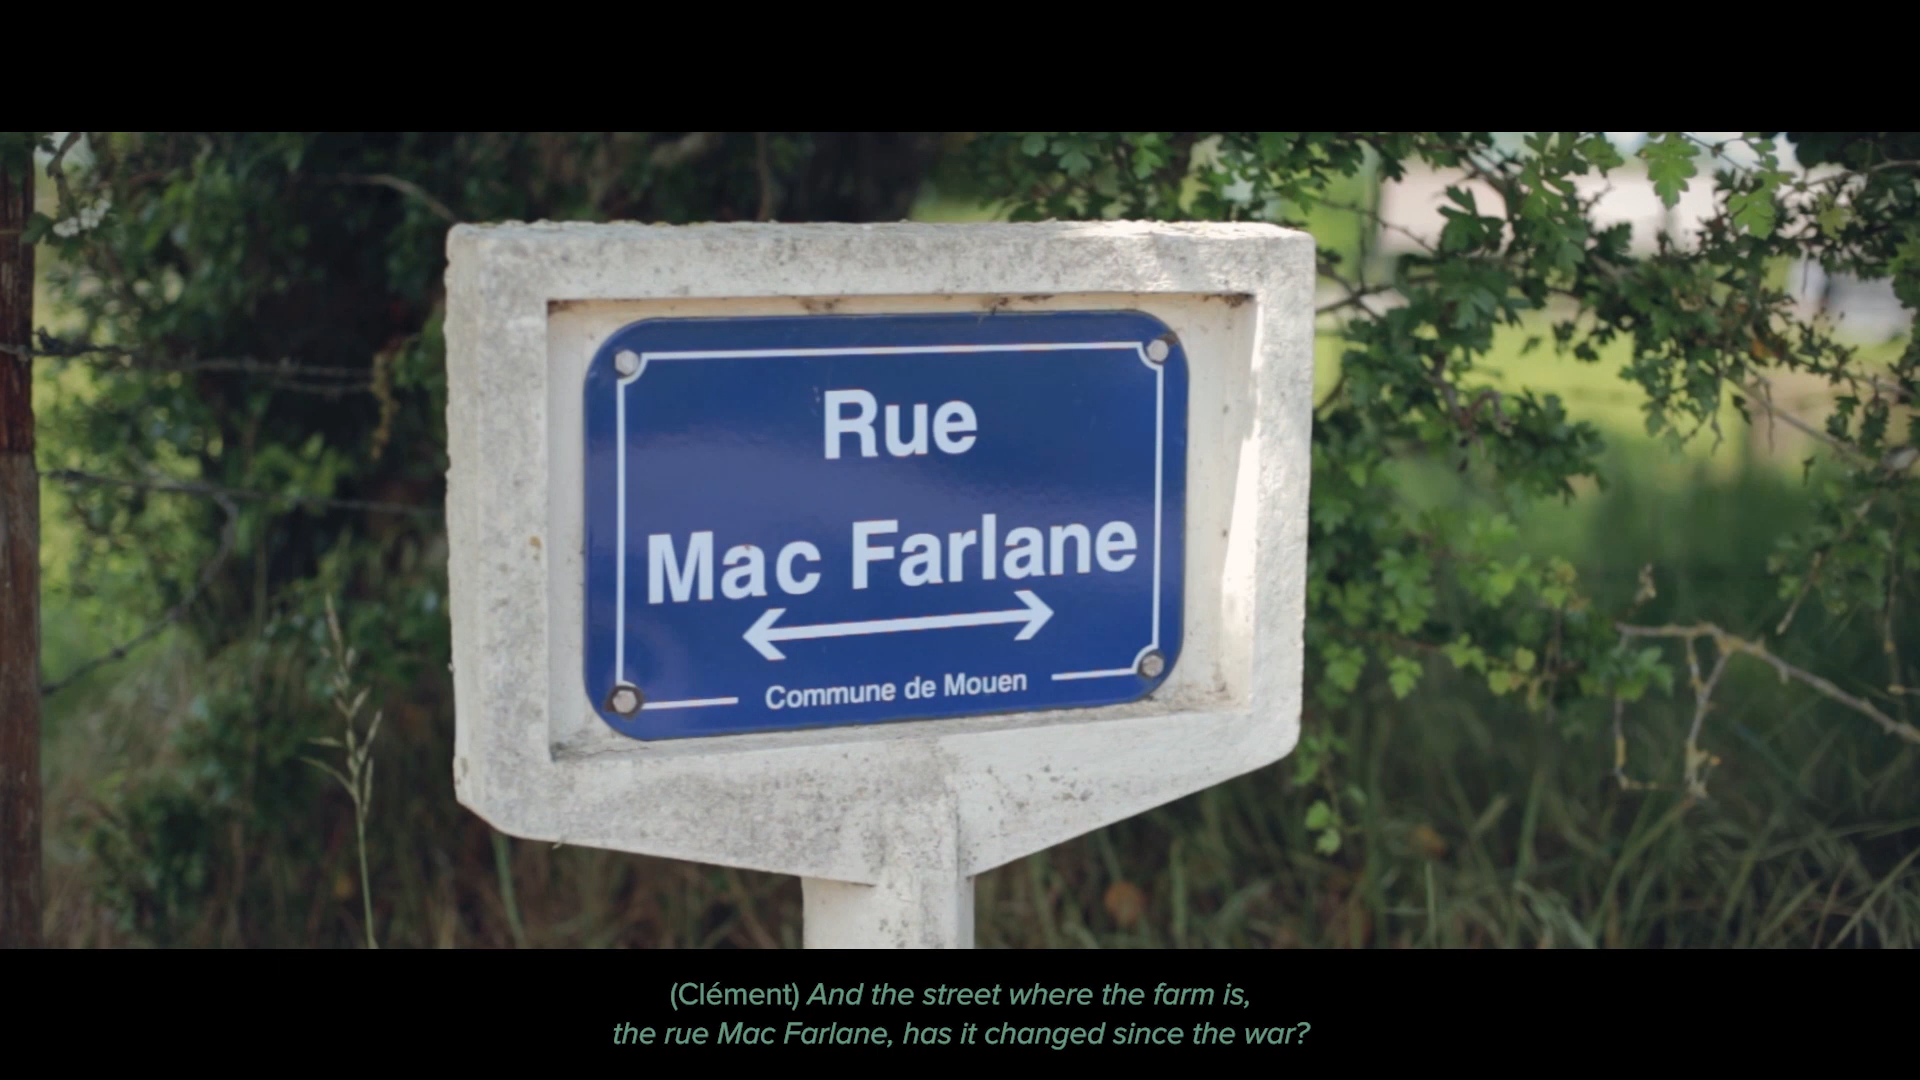 Rue
Mac Farlane
Commune de Mouen
(Clément) And the street where the farm is,
the rue Mac Farlane, has it changed since the war?